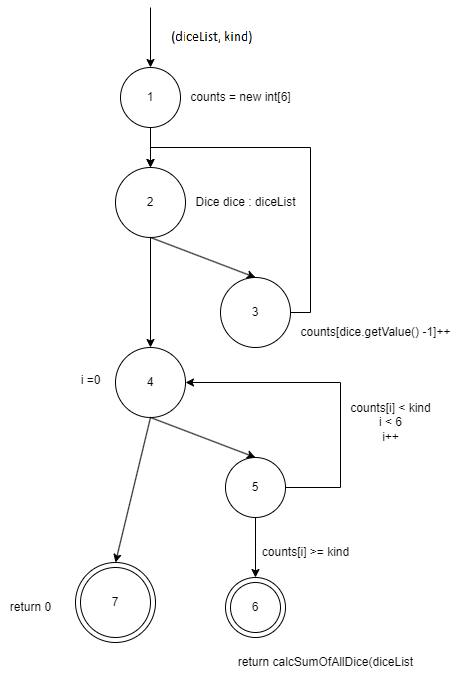 (diceList, kind)
1
counts = new int[6]
2
Dice dice : diceList
3
counts[dice.getValue() -1]++
i =0
4
counts[i] < kind
i < 6
i++
5
counts[i] >= kind
7
return 0
6
return calcSumOfAllDice(diceList